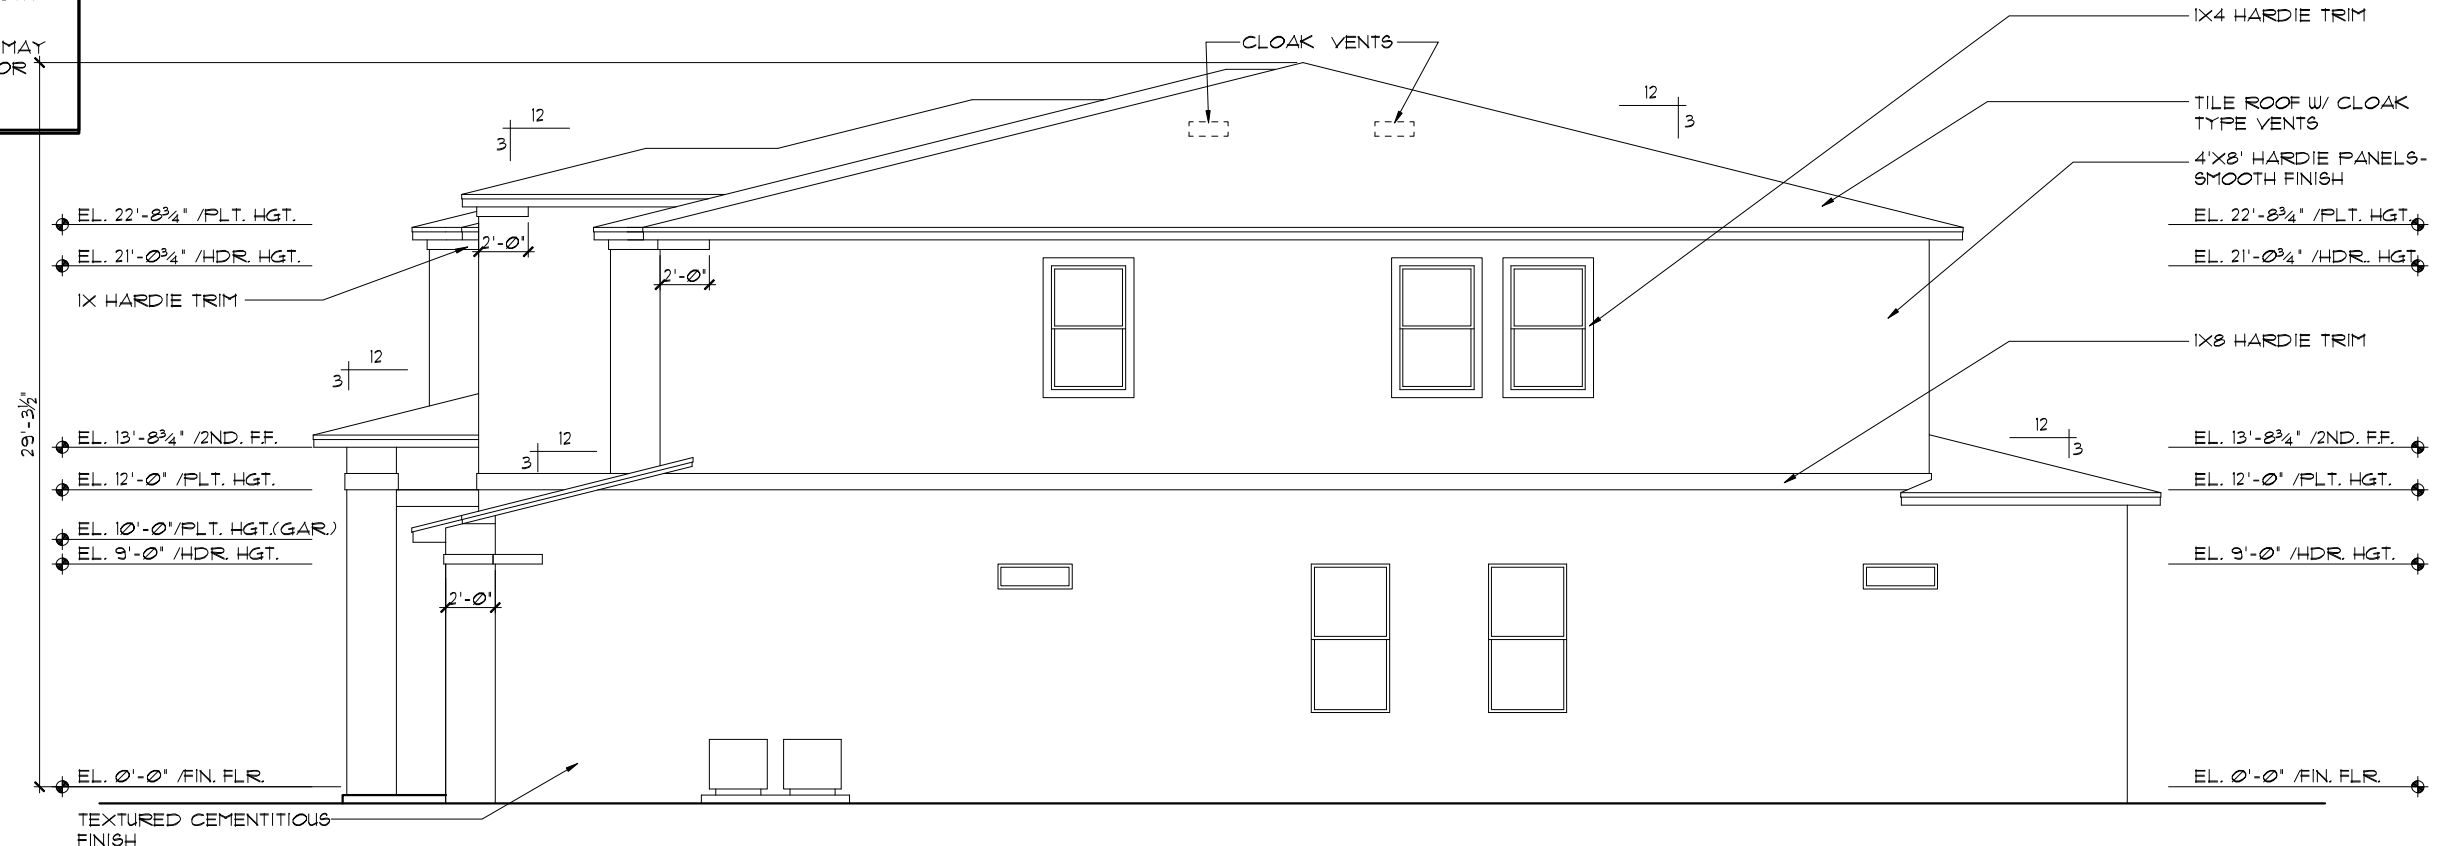 MAY
OR
CLOAK VENTS
1X4 HARDIE TRIM
12
3
12
3
TILE ROOF W/ CLOAK
TYPE VENTS
4'X8' HARDIE PANELS-
SMOOTH FINISH
EL. 22'-8¾" /PLT. HGT.
EL. 21'-0¾" /HDR. HGT.
1X HARDIE TRIM
2'-0"
2'-0"
EL. 22'-8¾" /PLT. HGT.
EL. 21'-0¾" /HDR.. HGT.
1X8 HARDIE TRIM
12
3
29'-3½"
EL. 13'-8¾" /2ND. F.F.
EL. 12'-0" /PLT. HGT.
EL. 10'-0"/PLT. HGT.(GAR.)
EL. 9'-0" /HDR. HGT.
12
3
2'-0"
12
3
EL. 13'-8¾" /2ND. F.F.
EL. 12'-0" /PLT. HGT.
EL. 9'-0" /HDR. HGT.
EL. 0'-0" /FIN. FLR.
EL. 0'-0" /FIN. FLR.
TEXTURED CEMENTITIOUS
FINISH